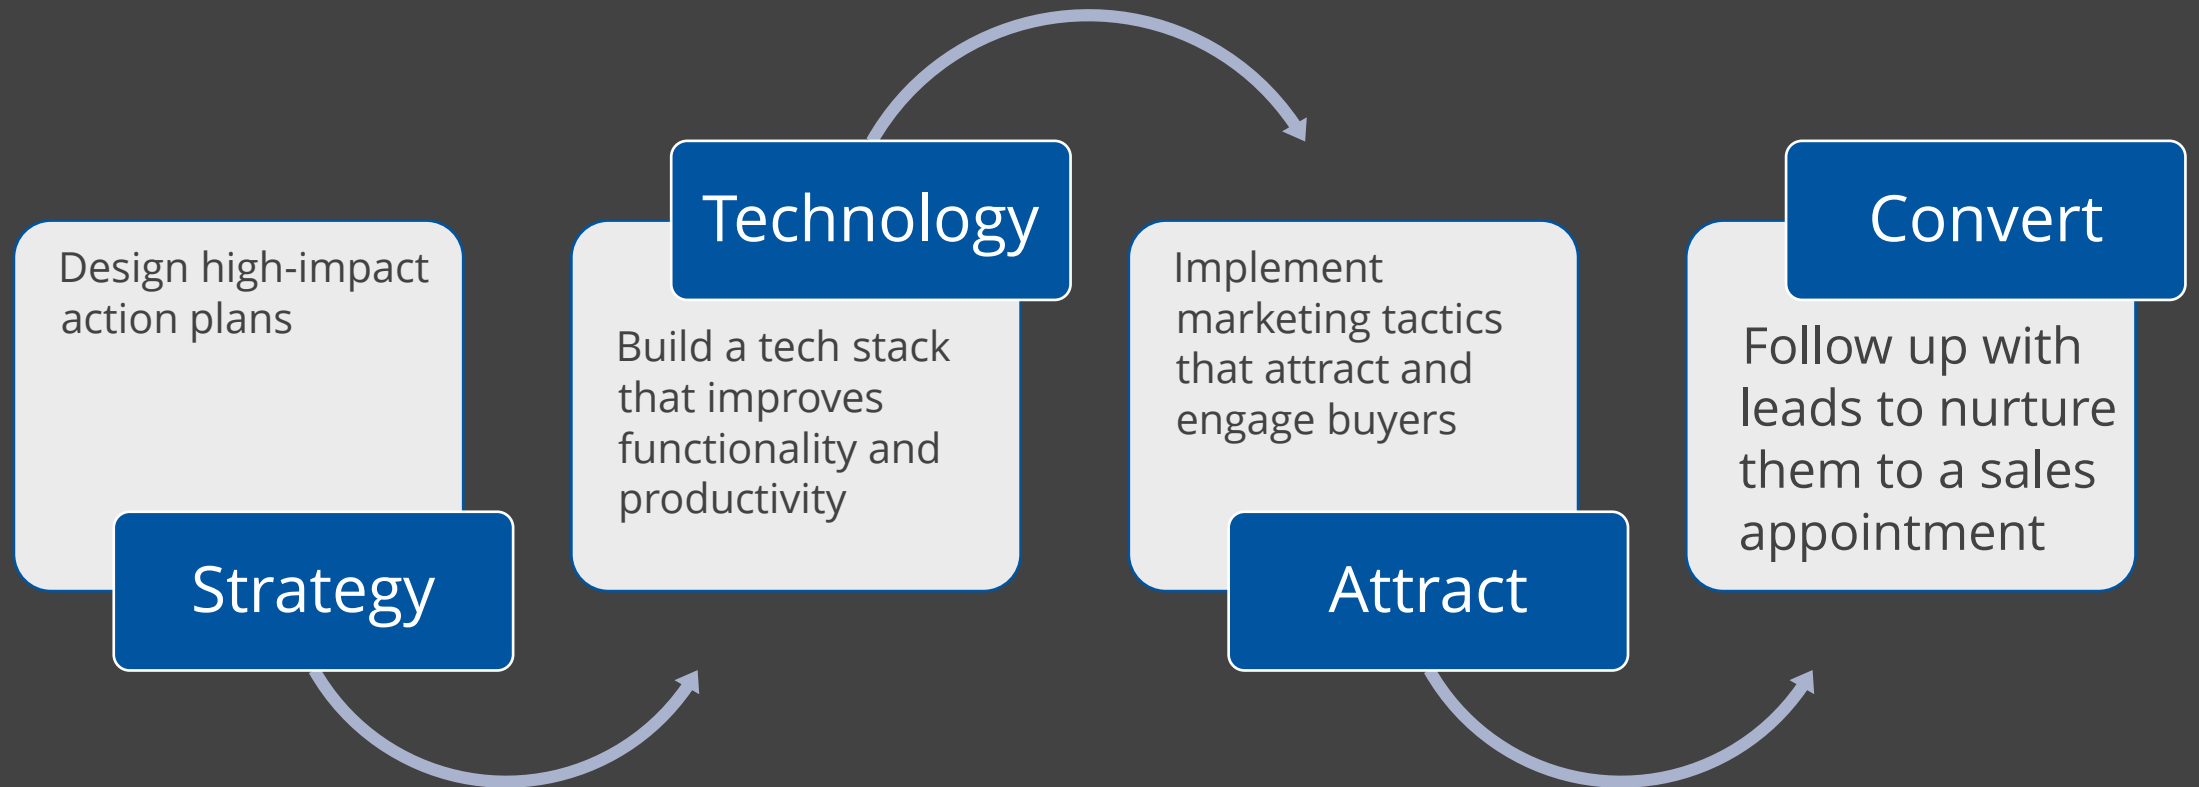 Design high-impact
action plans
Strategy
Technology
Build a tech stack
that improves
functionality and
productivity
Implement
marketing tactics
that attract and
engage buyers
Attract
Convert
Follow up with
leads to nurture
them to a sales
appointment